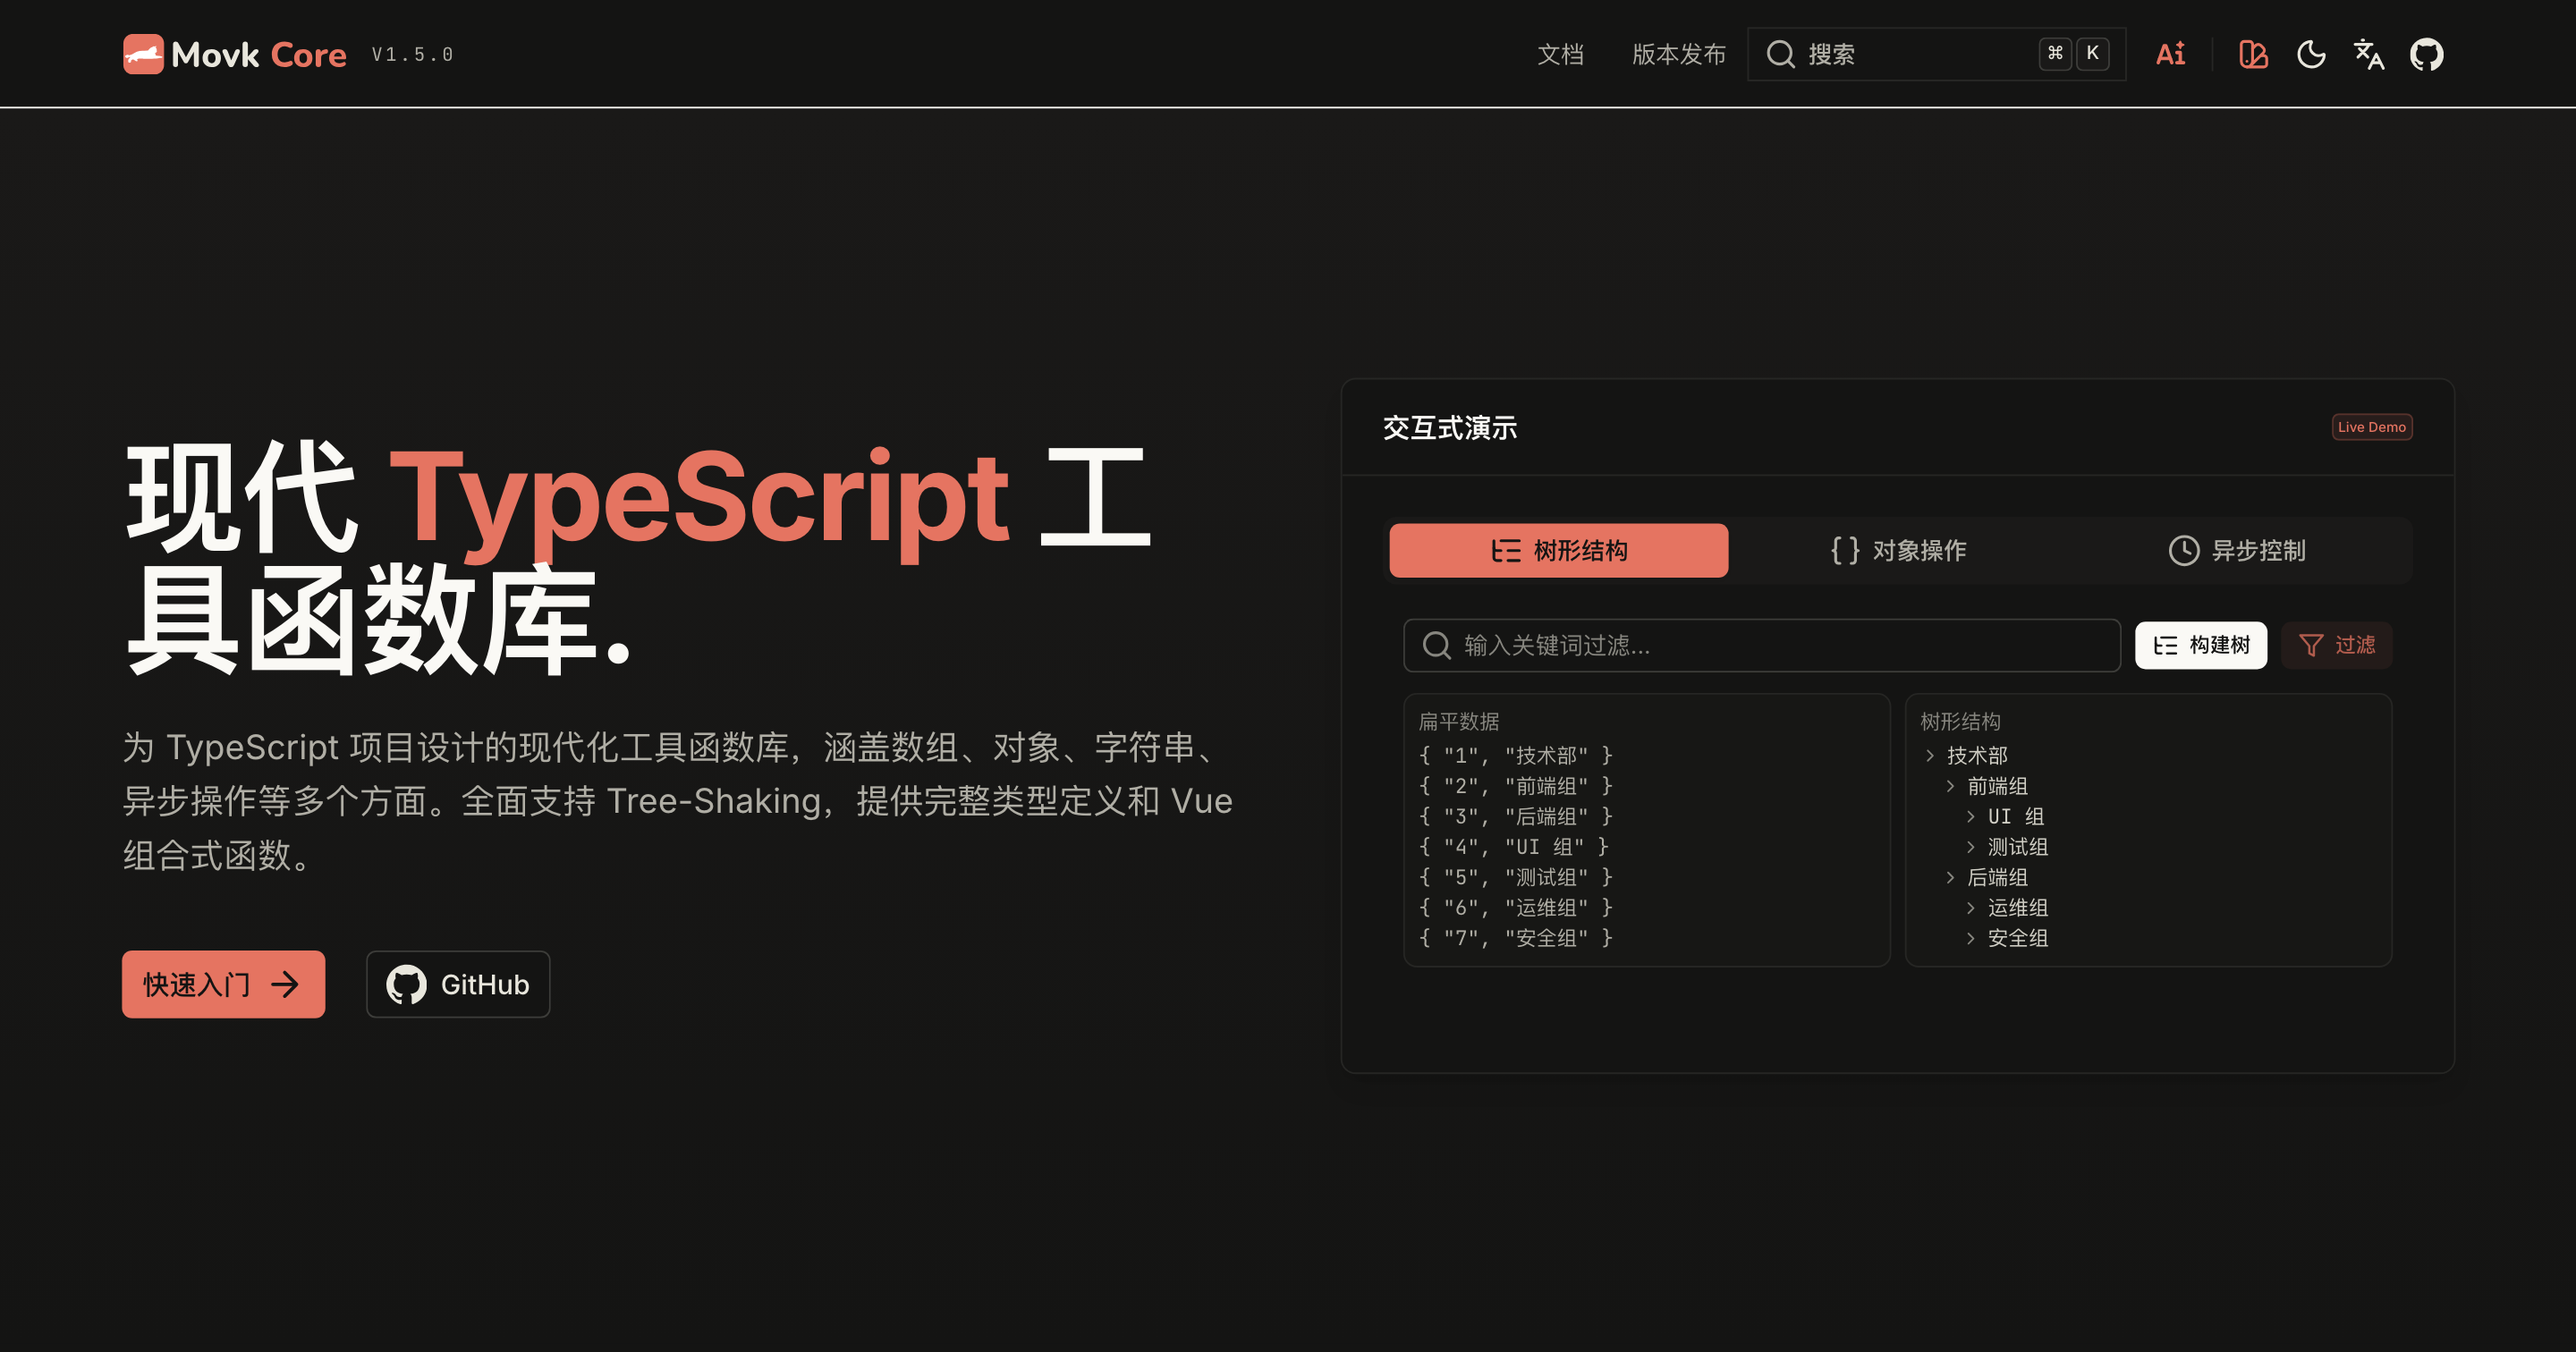 Movk Core V1.5.0
文档 版本发布 搜索 ⌘ K Ai
现代 TypeScript 工
具函数库.
为 TypeScript 项目设计的现代化工具函数库，涵盖数组、对象、字符串、
异步操作等多个方面。全面支持 Tree-Shaking，提供完整类型定义和 Vue
组合式函数。
快速入门 GitHub
交互式演示 Live Demo
树形结构 {} 对象操作 异步控制
输入关键词过滤... 构建树 过滤
扁平数据
{ "1", "技术部" }
{ "2", "前端组" }
{ "3", "后端组" }
{ "4", "UI 组" }
{ "5", "测试组" }
{ "6", "运维组" }
{ "7", "安全组" }
树形结构
技术部
前端组
UI 组
测试组
后端组
运维组
安全组